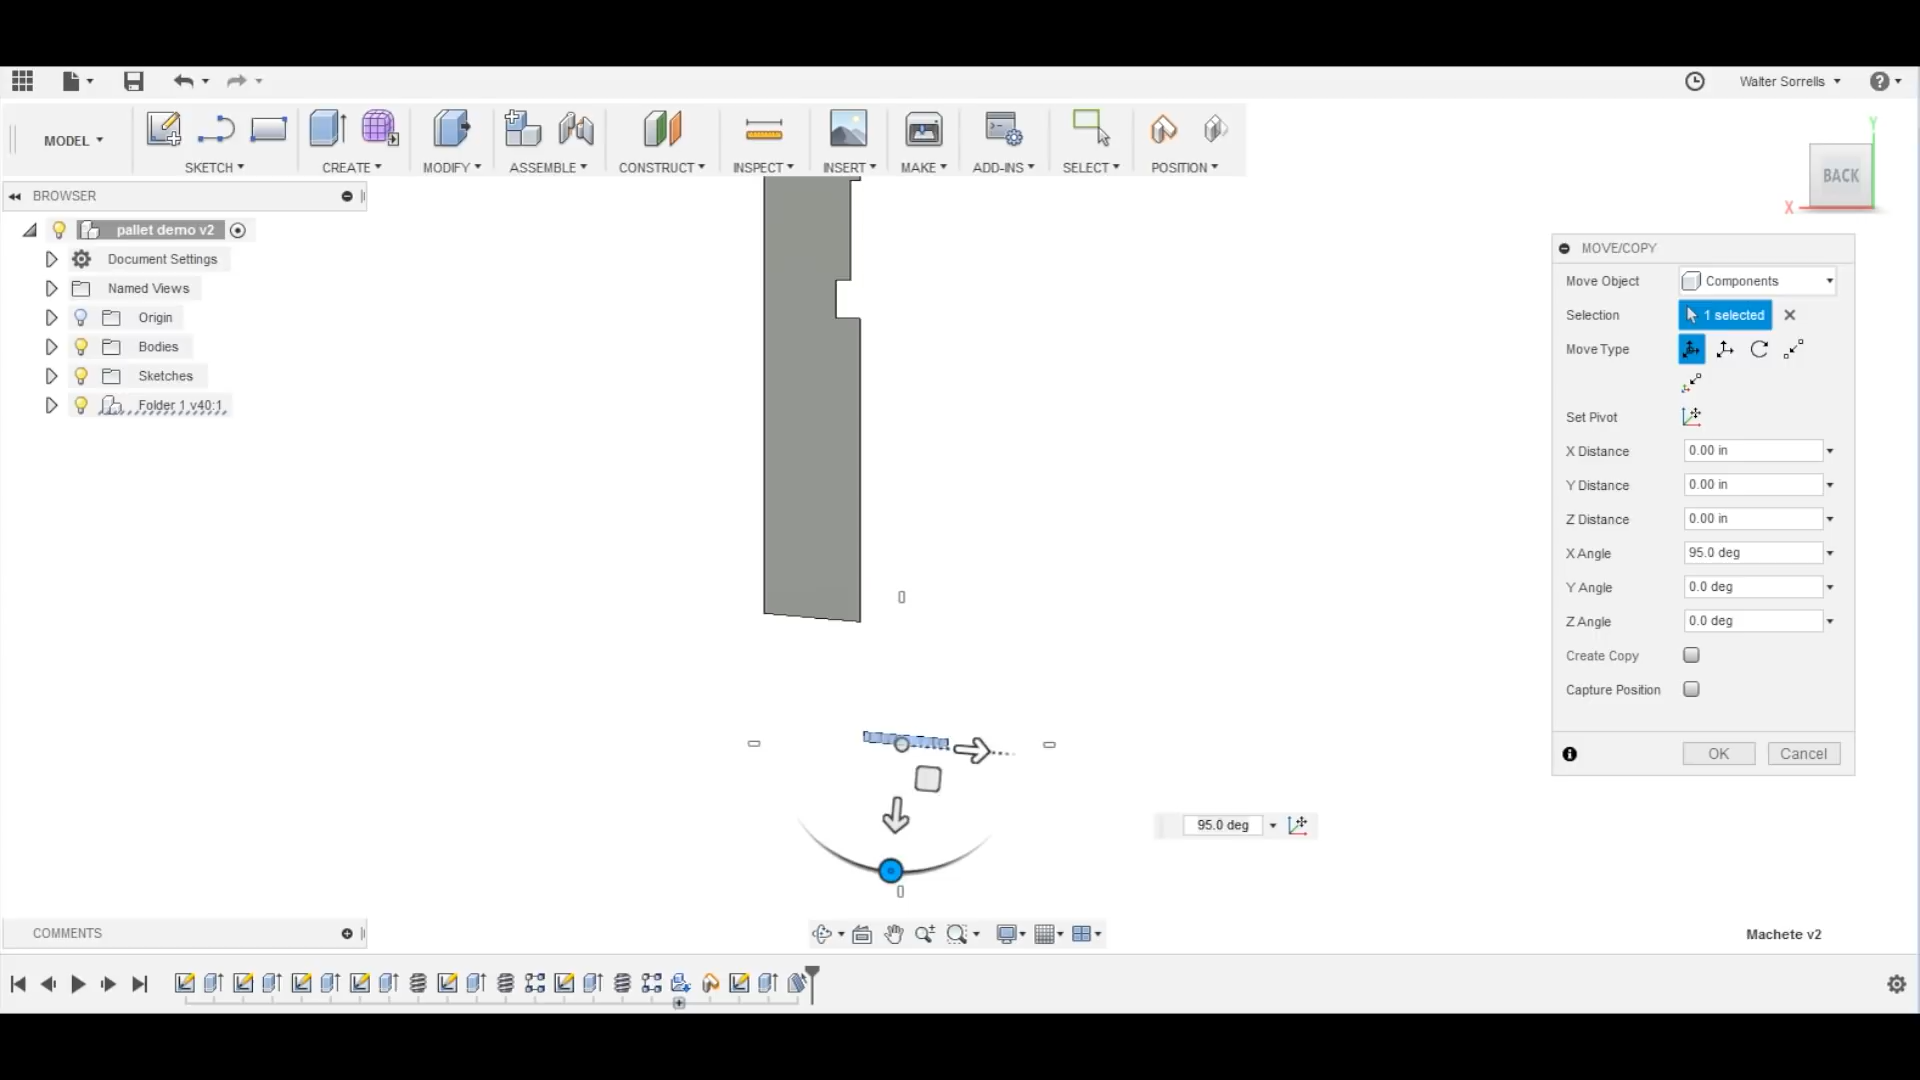 Walter Sorrells
MODEL
SKETCH
CREATE
MODIFY
ASSEMBLE
CONSTRUCT
INSPECT
INSERT
MAKE
ADD-INS
SELECT
POSITION
Y
BACK
X
BROWSER
pallet demo v2
Document Settings
Named Views
Origin
Bodies
Sketches
Folder 1 v40:1
MOVE/COPY
Move Object Components
Selection 1 selected
Move Type
Set Pivot
X Distance 0.00 in
Y Distance 0.00 in
Z Distance 0.00 in
X Angle 95.0 deg
Y Angle 0.0 deg
Z Angle 0.0 deg
Create Copy
Capture Position
OK Cancel
95.0 deg
COMMENTS
Machete v2